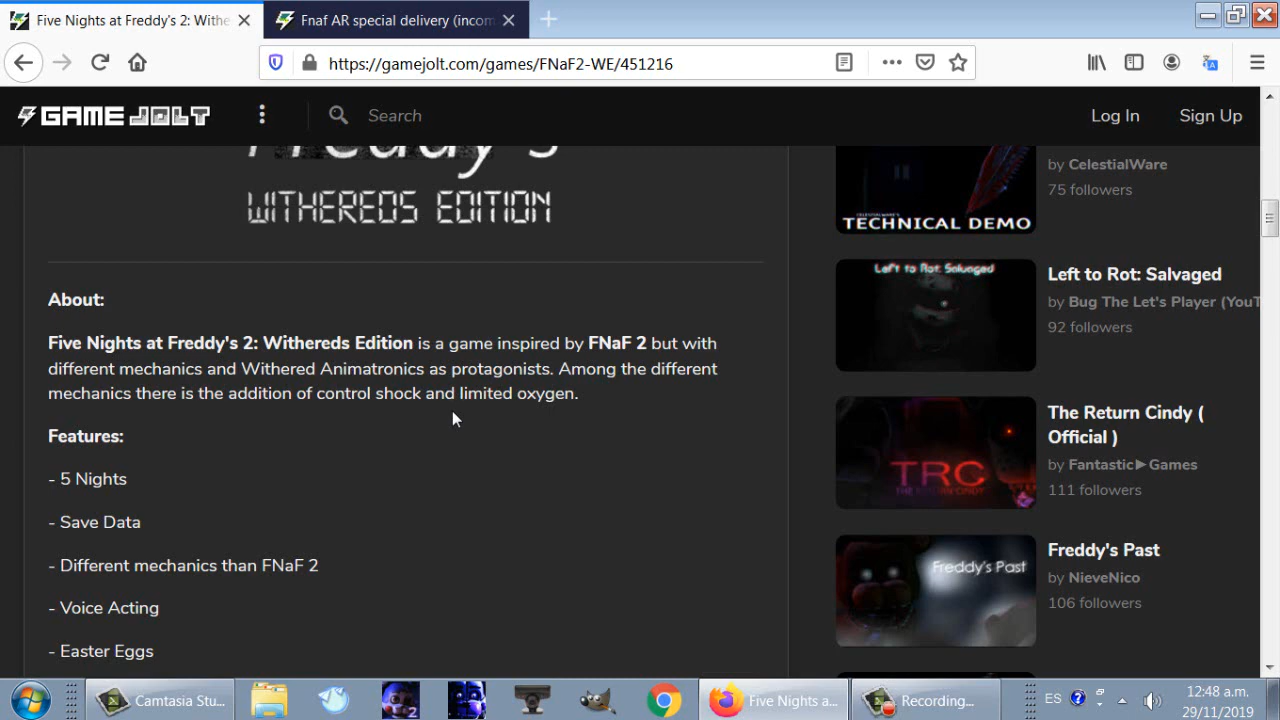 Five Nights at Freddy's 2: Withe
Fnaf AR special delivery (incom
https://gamejolt.com/games/FNaF2-WE/451216
GAME JOLT
Search
Log In
Sign Up
Freddy's
WITHEREDS EDITION
About:
Five Nights at Freddy's 2: Withereds Edition is a game inspired by FNaF 2 but with
different mechanics and Withered Animatronics as protagonists. Among the different
mechanics there is the addition of control shock and limited oxygen.
Features:
- 5 Nights
- Save Data
- Different mechanics than FNaF 2
- Voice Acting
- Easter Eggs
CELESTIALWARE'S
TECHNICAL DEMO
by CelestialWare
75 followers
Left to Rot: Salvaged
Left to Rot: Salvaged
by Bug The Let's Player (YouT
92 followers
TRC
THE RETURN CINDY
The Return Cindy (
Official )
by Fantastic►Games
111 followers
Freddy's Past
Freddy's Past
by NieveNico
106 followers
Camtasia Stu...
2
Five Nights a...
Recording...
ES
12:48 a.m.
29/11/2019